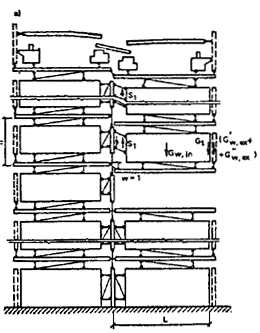 a)
S₁
S₁
G₁
(G'w,ex+
Gw,in
+G''w,ex)
w=1
L